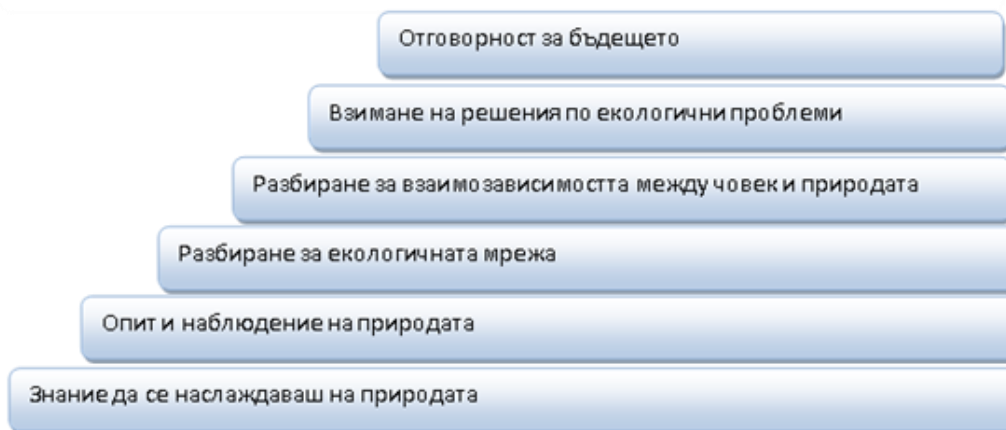 Отговорност за бъдещето
Взимане на решения по екологични проблеми
Разбиране за взаимозависимостта между човек и природата
Разбиране за екологичната мрежа
Опит и наблюдение на природата
Знание да се наслаждаваш на природата